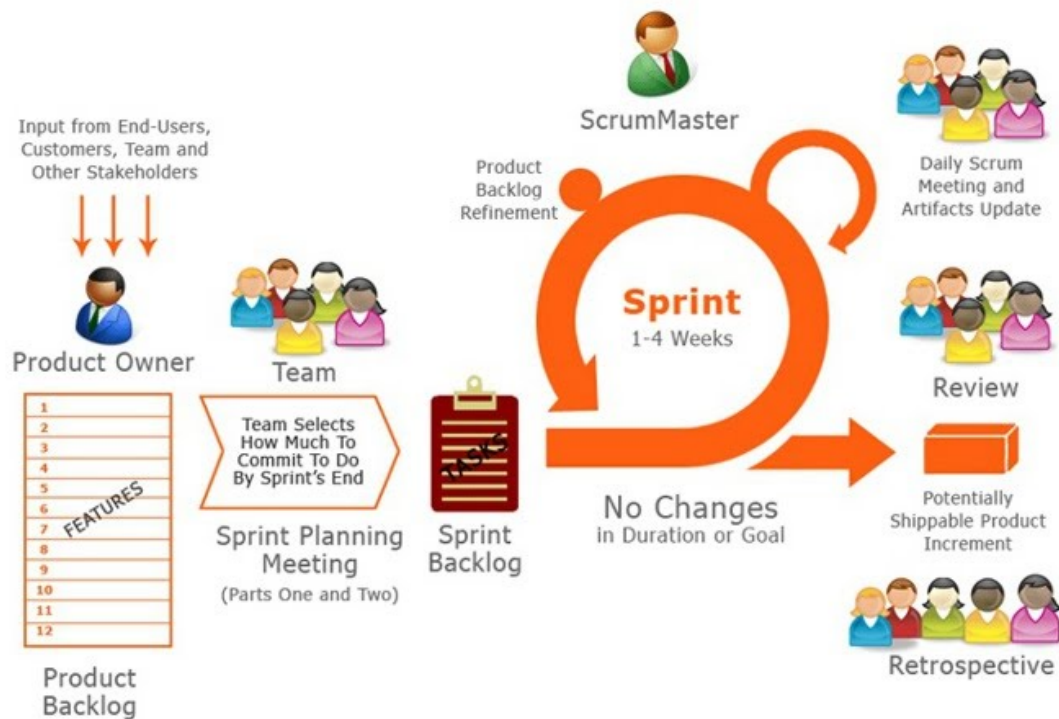 Input from End-Users,
Customers, Team and
Other Stakeholders
Product Owner
1
2
3
4
5
6
7
8
9
10
11
12
FEATURES
Product
Backlog
Team
Team Selects
How Much To
Commit To Do
By Sprint's End
Sprint Planning
Meeting
(Parts One and Two)
TASKS
Sprint
Backlog
ScrumMaster
Product
Backlog
Refinement
Sprint
1-4 Weeks
No Changes
in Duration or Goal
Daily Scrum
Meeting and
Artifacts Update
Review
Potentially
Shippable Product
Increment
Retrospective